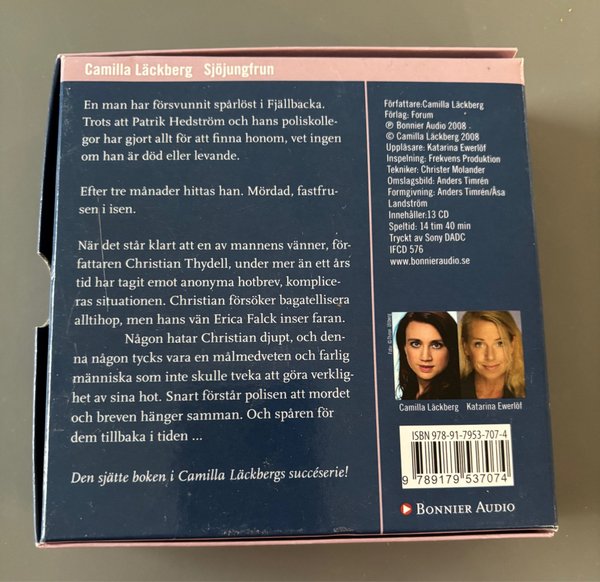 Camilla Läckberg Sjöjungfrun
En man har försvunnit spårlöst i Fjällbacka.
Trots att Patrik Hedström och hans poliskolle-
gor har gjort allt för att finna honom, vet ingen
om han är död eller levande.
Efter tre månader hittas han. Mördad, fastfru-
sen i isen.
När det står klart att en av mannens vänner, för-
fattaren Christian Thydell, under mer än ett års
tid har tagit emot anonyma hotbrev, komplice-
ras situationen. Christian försöker bagatellisera
alltihop, men hans vän Erica Falck inser faran.
Någon hatar Christian djupt, och den-
na någon tycks vara en målmedveten och farlig
människa som inte skulle tveka att göra verklig-
het av sina hot. Snart förstår polisen att mordet
och breven hänger samman. Och spåren för
dem tillbaka i tiden ...
Den sjätte boken i Camilla Läckbergs succéserie!
Författare:Camilla Läckberg
Förlag: Forum
℗ Bonnier Audio 2008
© Camilla Läckberg 2008
Uppläsare: Katarina Ewerlöf
Inspelning: Frekvens Produktion
Tekniker: Christer Molander
Omslagsbild: Anders Timrén
Formgivning: Anders Timrén/Åsa
Landström
Innehåller:13 CD
Speltid: 14 tim 40 min
Tryckt av Sony DADC
IFCD 576
www.bonnieraudio.se
Camilla Läckberg Katarina Ewerlöf
ISBN 978-91-7953-707-4
9 789179 537074
BONNIER AUDIO